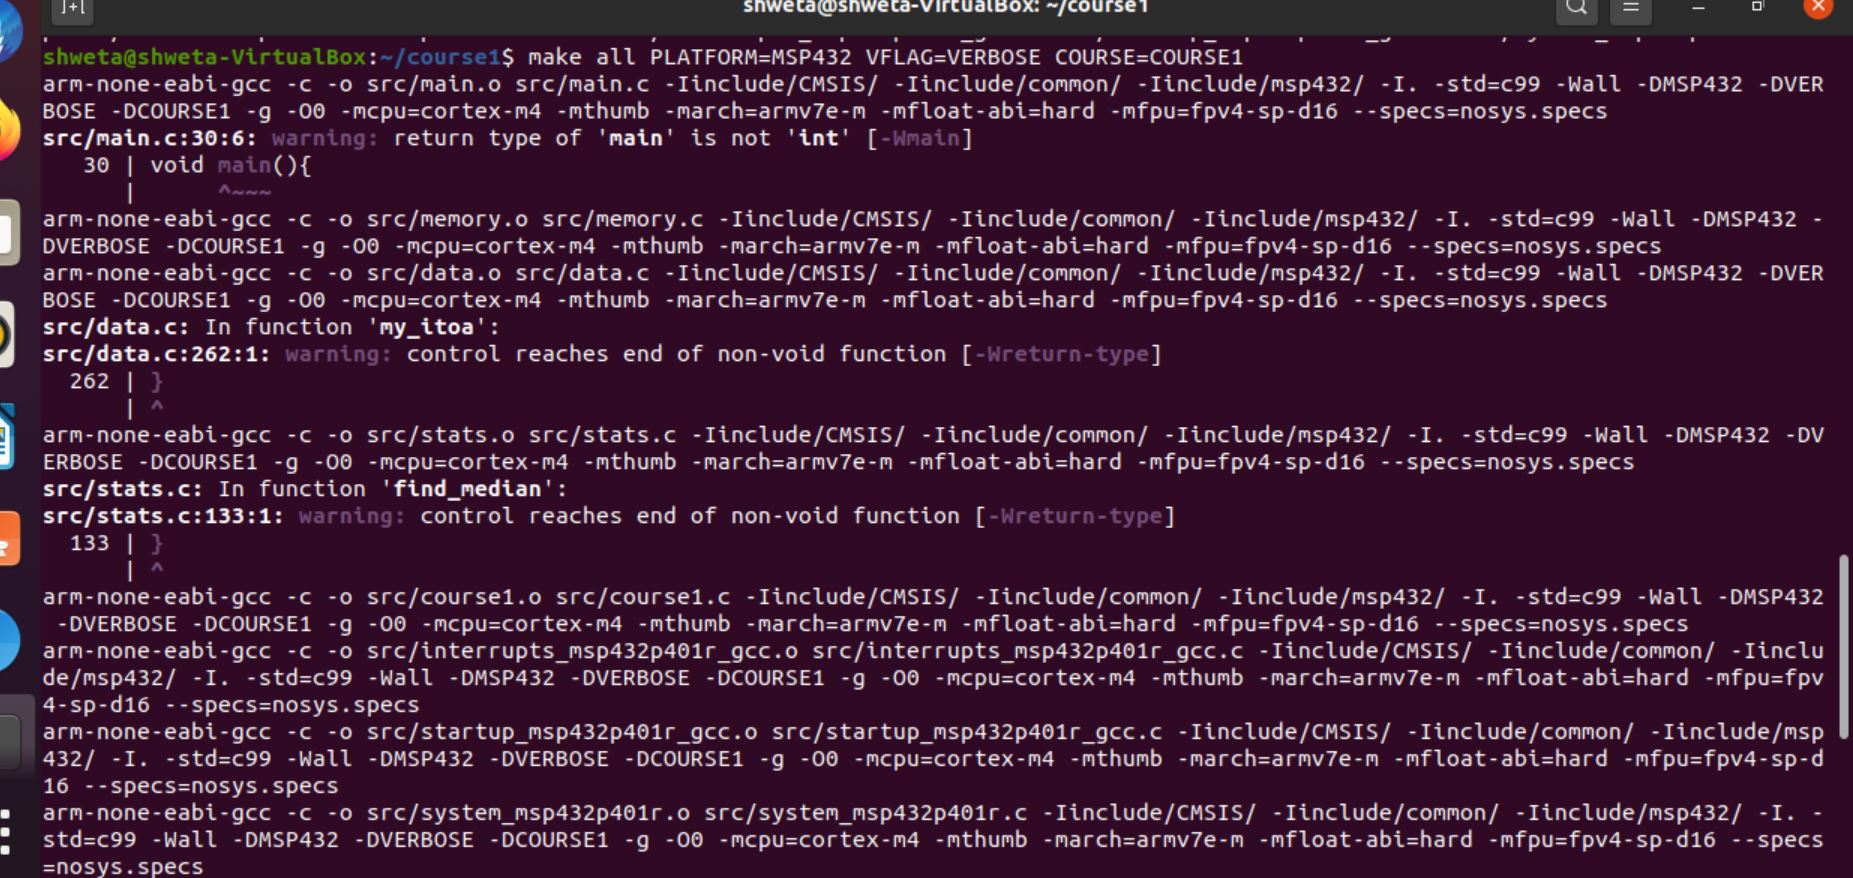 shweta@shweta-VirtualBox: ~/course1
shweta@shweta-VirtualBox:~/course1$ make all PLATFORM=MSP432 VFLAG=VERBOSE COURSE=COURSE1
arm-none-eabi-gcc -c -o src/main.o src/main.c -Iinclude/CMSIS/ -Iinclude/common/ -Iinclude/msp432/ -I. -std=c99 -Wall -DMSP432 -DVER
BOSE -DCOURSE1 -g -O0 -mcpu=cortex-m4 -mthumb -march=armv7e-m -mfloat-abi=hard -mfpu=fpv4-sp-d16 --specs=nosys.specs
src/main.c:30:6: warning: return type of 'main' is not 'int' [-Wmain]
   30 | void main(){
      |      ^~~~
arm-none-eabi-gcc -c -o src/memory.o src/memory.c -Iinclude/CMSIS/ -Iinclude/common/ -Iinclude/msp432/ -I. -std=c99 -Wall -DMSP432 -
DVERBOSE -DCOURSE1 -g -O0 -mcpu=cortex-m4 -mthumb -march=armv7e-m -mfloat-abi=hard -mfpu=fpv4-sp-d16 --specs=nosys.specs
arm-none-eabi-gcc -c -o src/data.o src/data.c -Iinclude/CMSIS/ -Iinclude/common/ -Iinclude/msp432/ -I. -std=c99 -Wall -DMSP432 -DVER
BOSE -DCOURSE1 -g -O0 -mcpu=cortex-m4 -mthumb -march=armv7e-m -mfloat-abi=hard -mfpu=fpv4-sp-d16 --specs=nosys.specs
src/data.c: In function 'my_itoa':
src/data.c:262:1: warning: control reaches end of non-void function [-Wreturn-type]
  262 | }
      | ^
arm-none-eabi-gcc -c -o src/stats.o src/stats.c -Iinclude/CMSIS/ -Iinclude/common/ -Iinclude/msp432/ -I. -std=c99 -Wall -DMSP432 -DV
ERBOSE -DCOURSE1 -g -O0 -mcpu=cortex-m4 -mthumb -march=armv7e-m -mfloat-abi=hard -mfpu=fpv4-sp-d16 --specs=nosys.specs
src/stats.c: In function 'find_median':
src/stats.c:133:1: warning: control reaches end of non-void function [-Wreturn-type]
  133 | }
      | ^
arm-none-eabi-gcc -c -o src/course1.o src/course1.c -Iinclude/CMSIS/ -Iinclude/common/ -Iinclude/msp432/ -I. -std=c99 -Wall -DMSP432
 -DVERBOSE -DCOURSE1 -g -O0 -mcpu=cortex-m4 -mthumb -march=armv7e-m -mfloat-abi=hard -mfpu=fpv4-sp-d16 --specs=nosys.specs
arm-none-eabi-gcc -c -o src/interrupts_msp432p401r_gcc.o src/interrupts_msp432p401r_gcc.c -Iinclude/CMSIS/ -Iinclude/common/ -Iinclu
de/msp432/ -I. -std=c99 -Wall -DMSP432 -DVERBOSE -DCOURSE1 -g -O0 -mcpu=cortex-m4 -mthumb -march=armv7e-m -mfloat-abi=hard -mfpu=fpv
4-sp-d16 --specs=nosys.specs
arm-none-eabi-gcc -c -o src/startup_msp432p401r_gcc.o src/startup_msp432p401r_gcc.c -Iinclude/CMSIS/ -Iinclude/common/ -Iinclude/msp
432/ -I. -std=c99 -Wall -DMSP432 -DVERBOSE -DCOURSE1 -g -O0 -mcpu=cortex-m4 -mthumb -march=armv7e-m -mfloat-abi=hard -mfpu=fpv4-sp-d
16 --specs=nosys.specs
arm-none-eabi-gcc -c -o src/system_msp432p401r.o src/system_msp432p401r.c -Iinclude/CMSIS/ -Iinclude/common/ -Iinclude/msp432/ -I. -
std=c99 -Wall -DMSP432 -DVERBOSE -DCOURSE1 -g -O0 -mcpu=cortex-m4 -mthumb -march=armv7e-m -mfloat-abi=hard -mfpu=fpv4-sp-d16 --specs
=nosys.specs